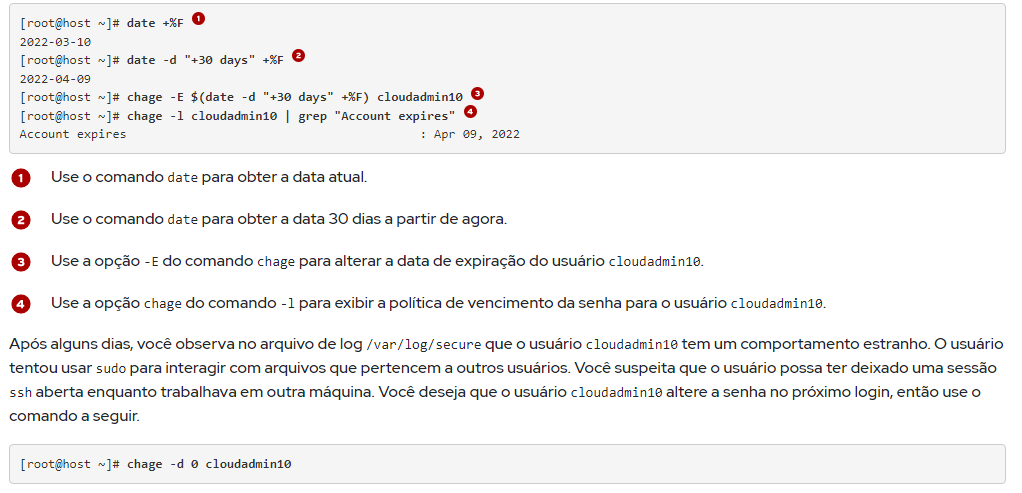 [root@host ~]# date +%F 1
2022-03-10
[root@host ~]# date -d "+30 days" +%F 2
2022-04-09
[root@host ~]# chage -E $(date -d "+30 days" +%F) cloudadmin10 3
[root@host ~]# chage -l cloudadmin10 | grep "Account expires" 4
Account expires : Apr 09, 2022
1 Use o comando date para obter a data atual.
2 Use o comando date para obter a data 30 dias a partir de agora.
3 Use a opção -E do comando chage para alterar a data de expiração do usuário cloudadmin10.
4 Use a opção chage do comando -l para exibir a política de vencimento da senha para o usuário cloudadmin10.
Após alguns dias, você observa no arquivo de log /var/log/secure que o usuário cloudadmin10 tem um comportamento estranho. O usuário
tentou usar sudo para interagir com arquivos que pertencem a outros usuários. Você suspeita que o usuário possa ter deixado uma sessão
ssh aberta enquanto trabalhava em outra máquina. Você deseja que o usuário cloudadmin10 altere a senha no próximo login, então use o
comando a seguir.
[root@host ~]# chage -d 0 cloudadmin10